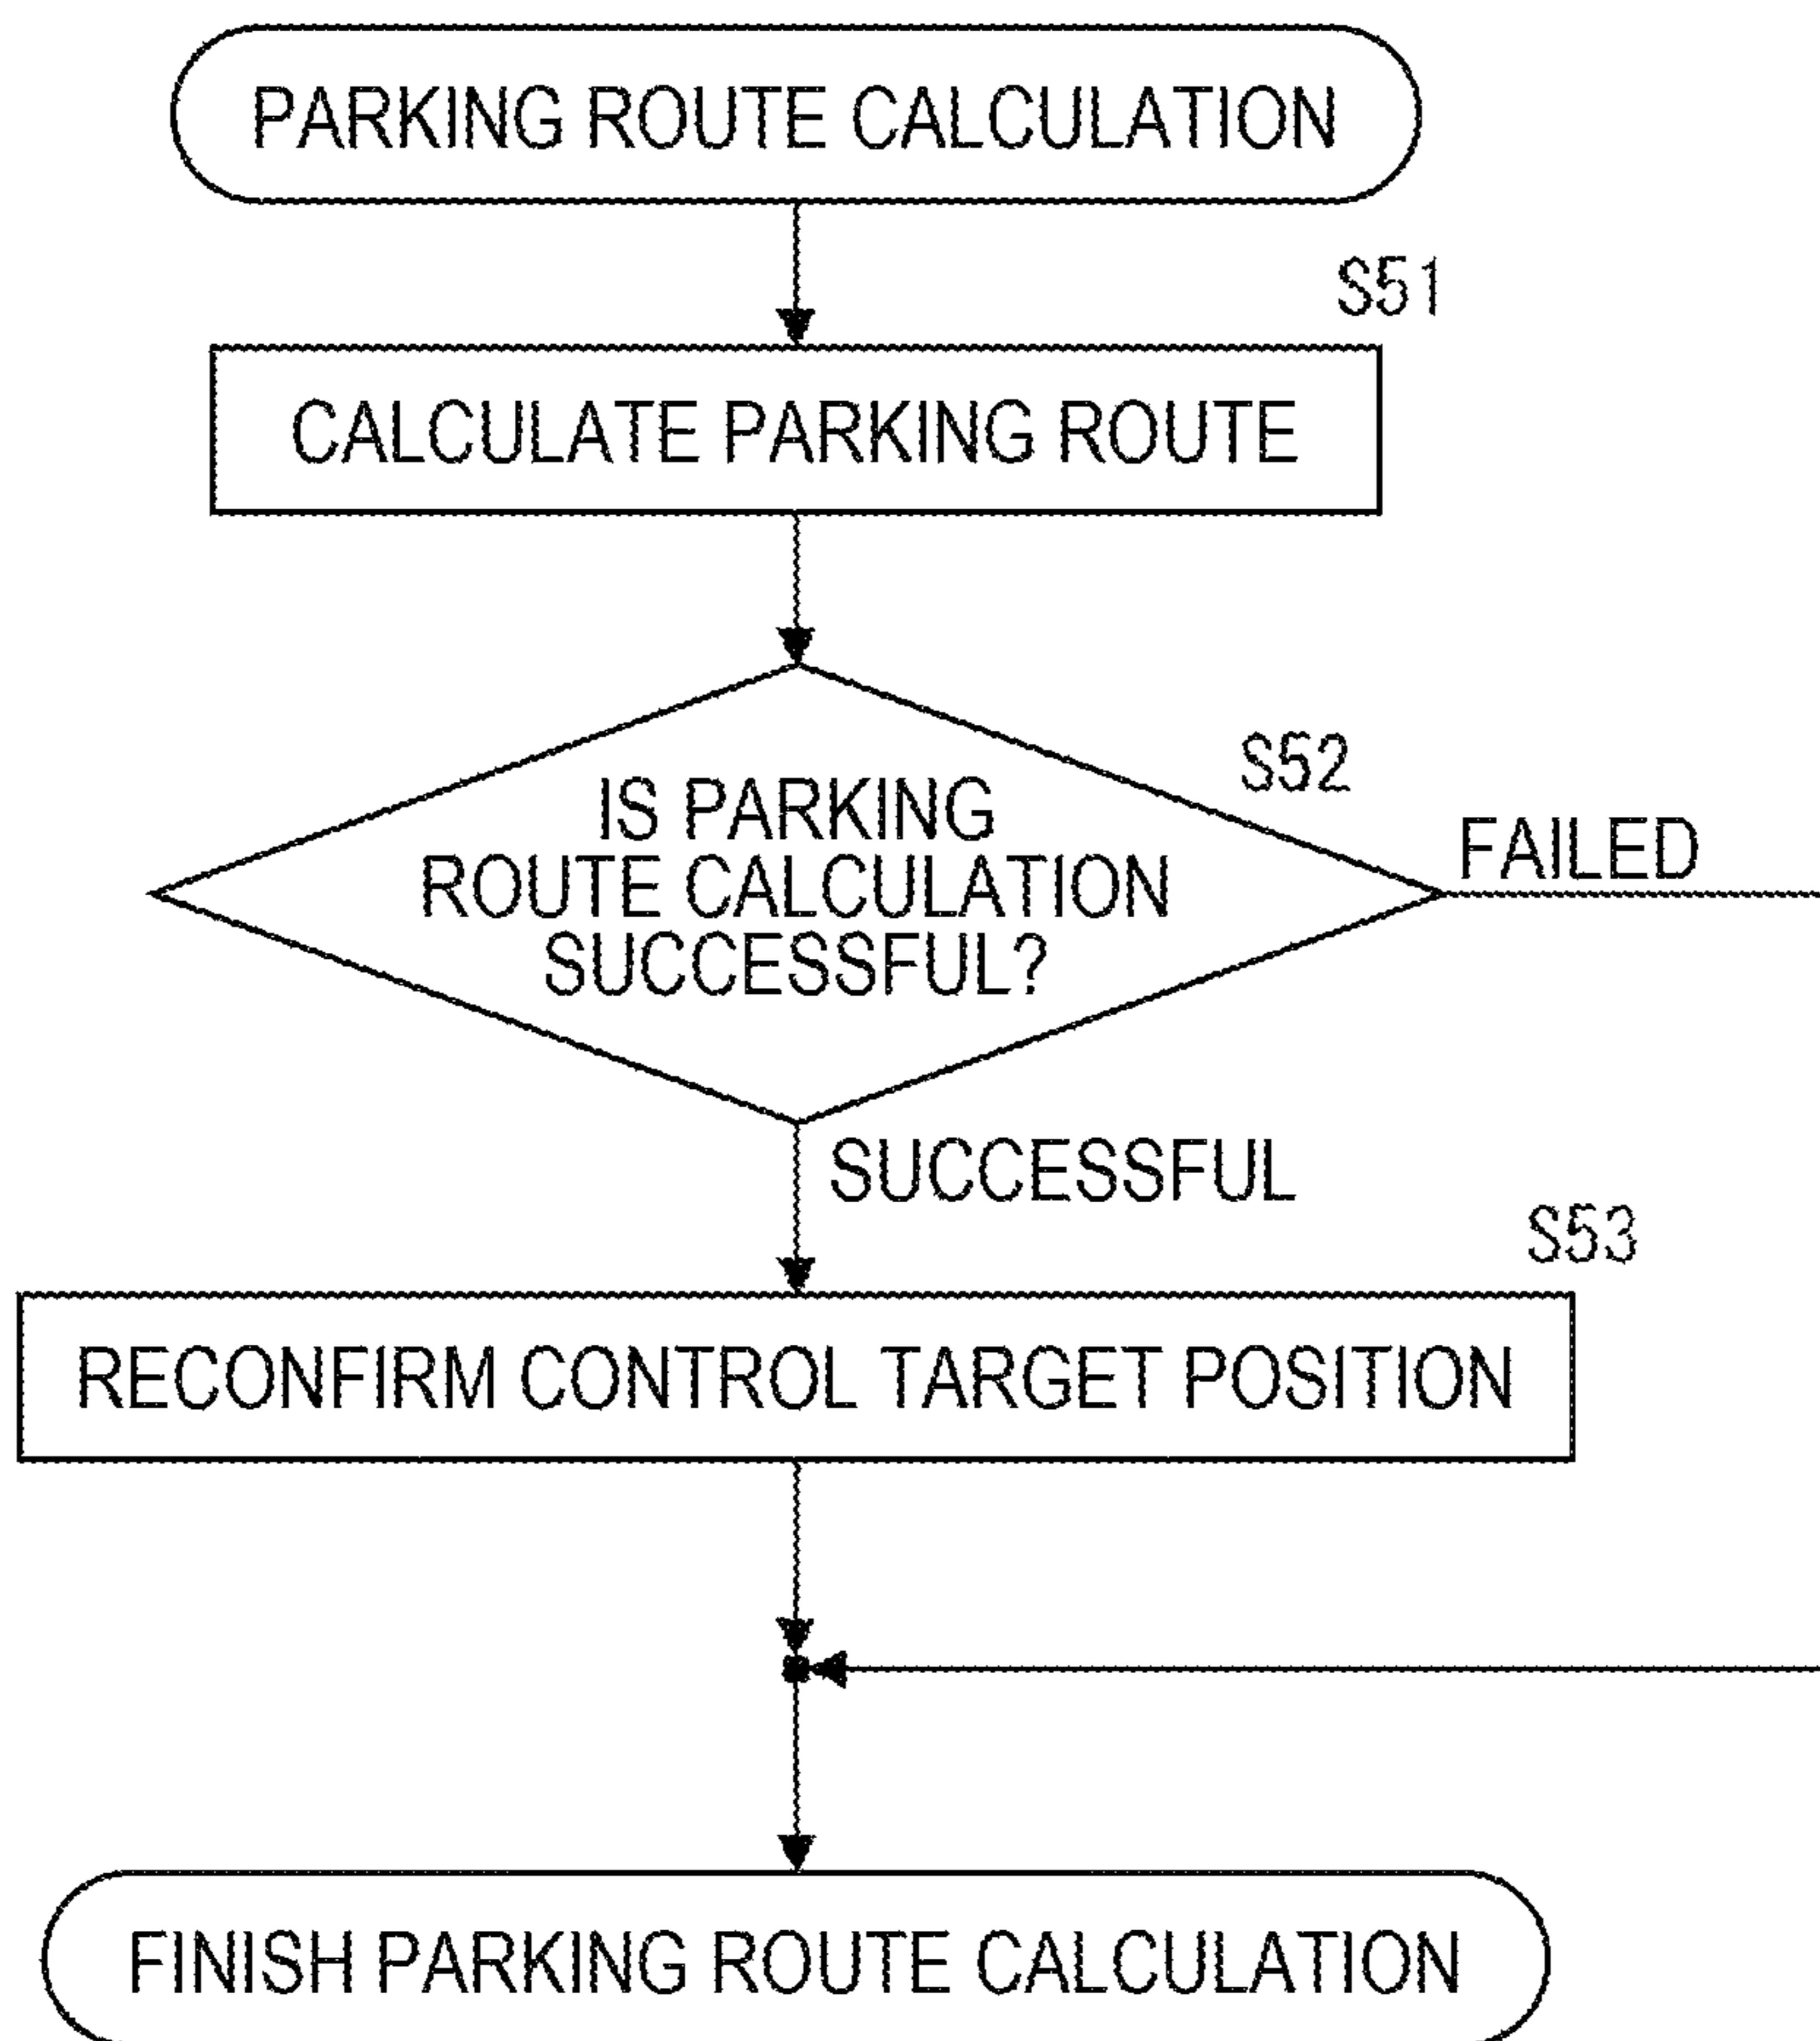 PARKING ROUTE CALCULATION
S51
CALCULATE PARKING ROUTE
S52
IS PARKING
ROUTE CALCULATION
SUCCESSFUL?
FAILED
SUCCESSFUL
S53
RECONFIRM CONTROL TARGET POSITION
FINISH PARKING ROUTE CALCULATION